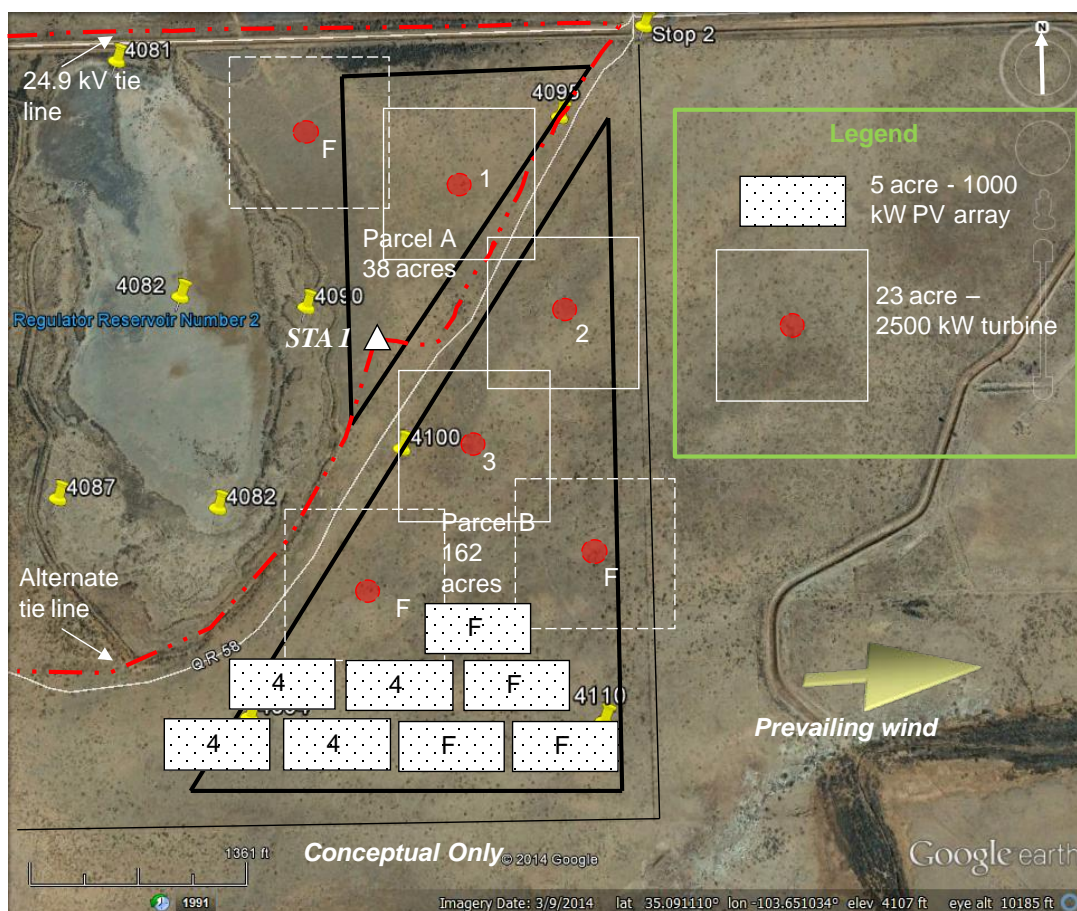 Stop 2
4081
24.9 kV tie
line
N
F
4095
1
Parcel A
38 acres
Legend
5 acre - 1000
kW PV array
23 acre –
2500 kW turbine
4082
4090
Regulator Reservoir Number 2
STA 1
2
4100
3
4087
4082
Parcel B
162
acres
F
F
Alternate
tie line
F
4
4
F
4110
4
4
F
F
Prevailing wind
1361 ft
Conceptual Only
© 2014 Google
Google earth
1991
Imagery Date: 3/9/2014 lat 35.091110° lon -103.651034° elev 4107 ft eye alt 10185 ft